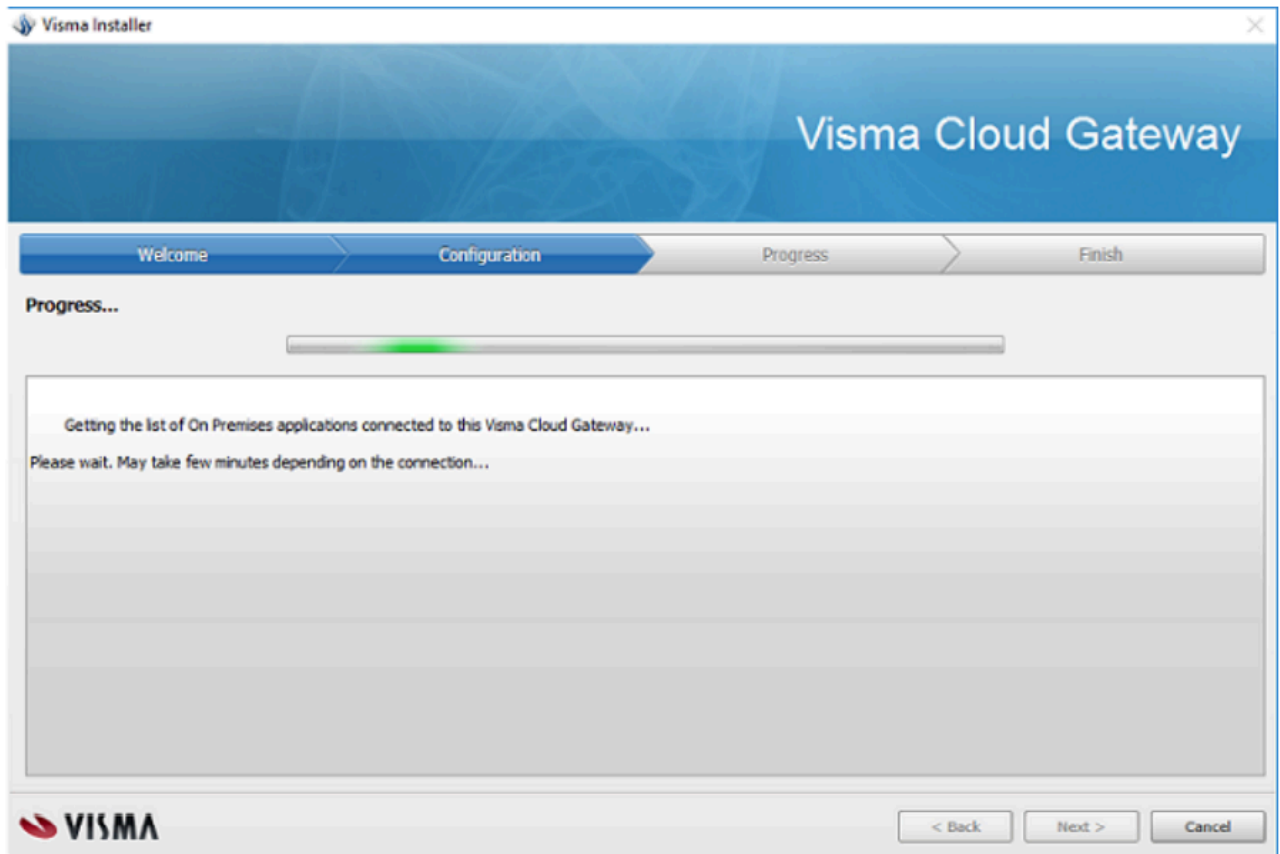 Visma Installer
Visma Cloud Gateway
Welcome
Configuration
Progress
Finish
Progress...
Getting the list of On Premises applications connected to this Visma Cloud Gateway...
Please wait. May take few minutes depending on the connection...
VISMA
< Back
Next >
Cancel